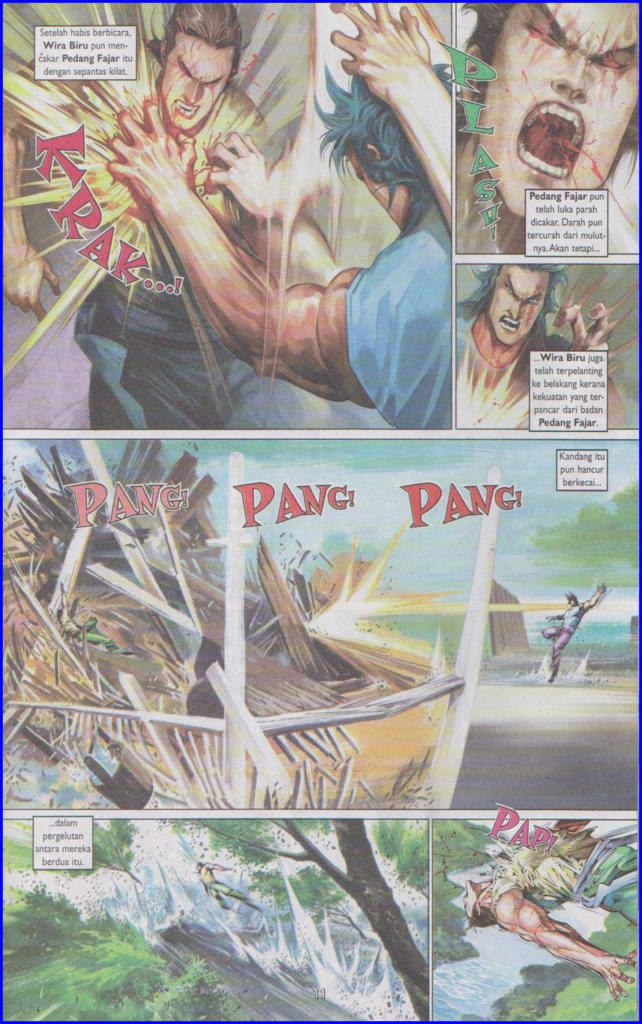 Setelah habis berbicara,
Wira Biru pun men-
cakar Pedang Fajar itu
dengan sepantas kilat.
KRAK...!
PLASH!
Pedang Fajar pun
telah luka parah
dicakar. Darah pun
tercurah dari mulut-
nya. Akan tetapi...
...Wira Biru juga
telah terpelanting
ke belakang kerana
kekuatan yang ter-
pancar dari badan
Pedang Fajar.
Kandang itu
pun hancur
berkecai...
PANG! PANG! PANG!
...dalam
pergelutan
antara mereka
berdua itu.
PAP!
11